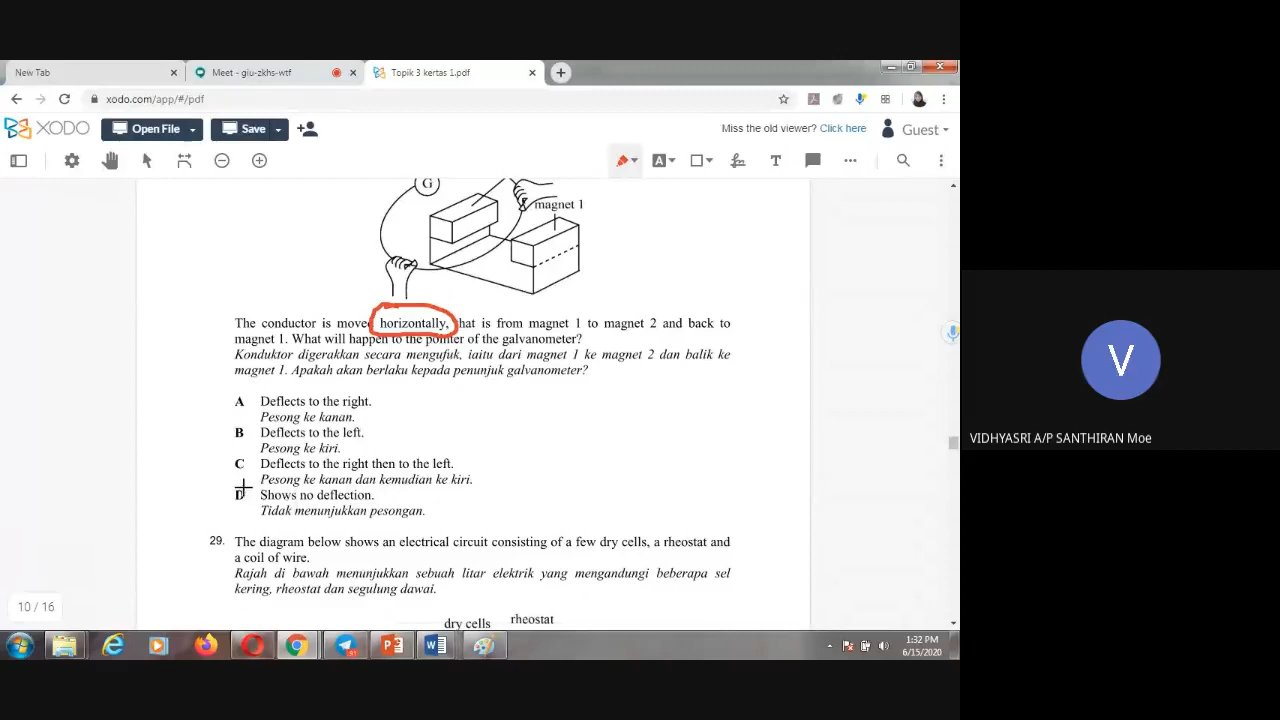 New Tab
Meet - giu-zkhs-wtf
Topik 3 kertas 1.pdf
xodo.com/app/#/pdf
XODO
Open File
Save
Miss the old viewer? Click here
Guest
G
magnet 1
The conductor is moved horizontally, that is from magnet 1 to magnet 2 and back to
magnet 1. What will happen to the pointer of the galvanometer?
Konduktor digerakkan secara mengufuk, iaitu dari magnet 1 ke magnet 2 dan balik ke
magnet 1. Apakah akan berlaku kepada penunjuk galvanometer?
A Deflects to the right.
Pesong ke kanan.
B Deflects to the left.
Pesong ke kiri.
C Deflects to the right then to the left.
Pesong ke kanan dan kemudian ke kiri.
D Shows no deflection.
Tidak menunjukkan pesongan.
29. The diagram below shows an electrical circuit consisting of a few dry cells, a rheostat and
a coil of wire.
Rajah di bawah menunjukkan sebuah litar elektrik yang mengandungi beberapa sel
kering, rheostat dan segulung dawai.
dry cells rheostat
10 / 16
1:32 PM
6/15/2020
V
VIDHYASRI A/P SANTHIRAN Moe